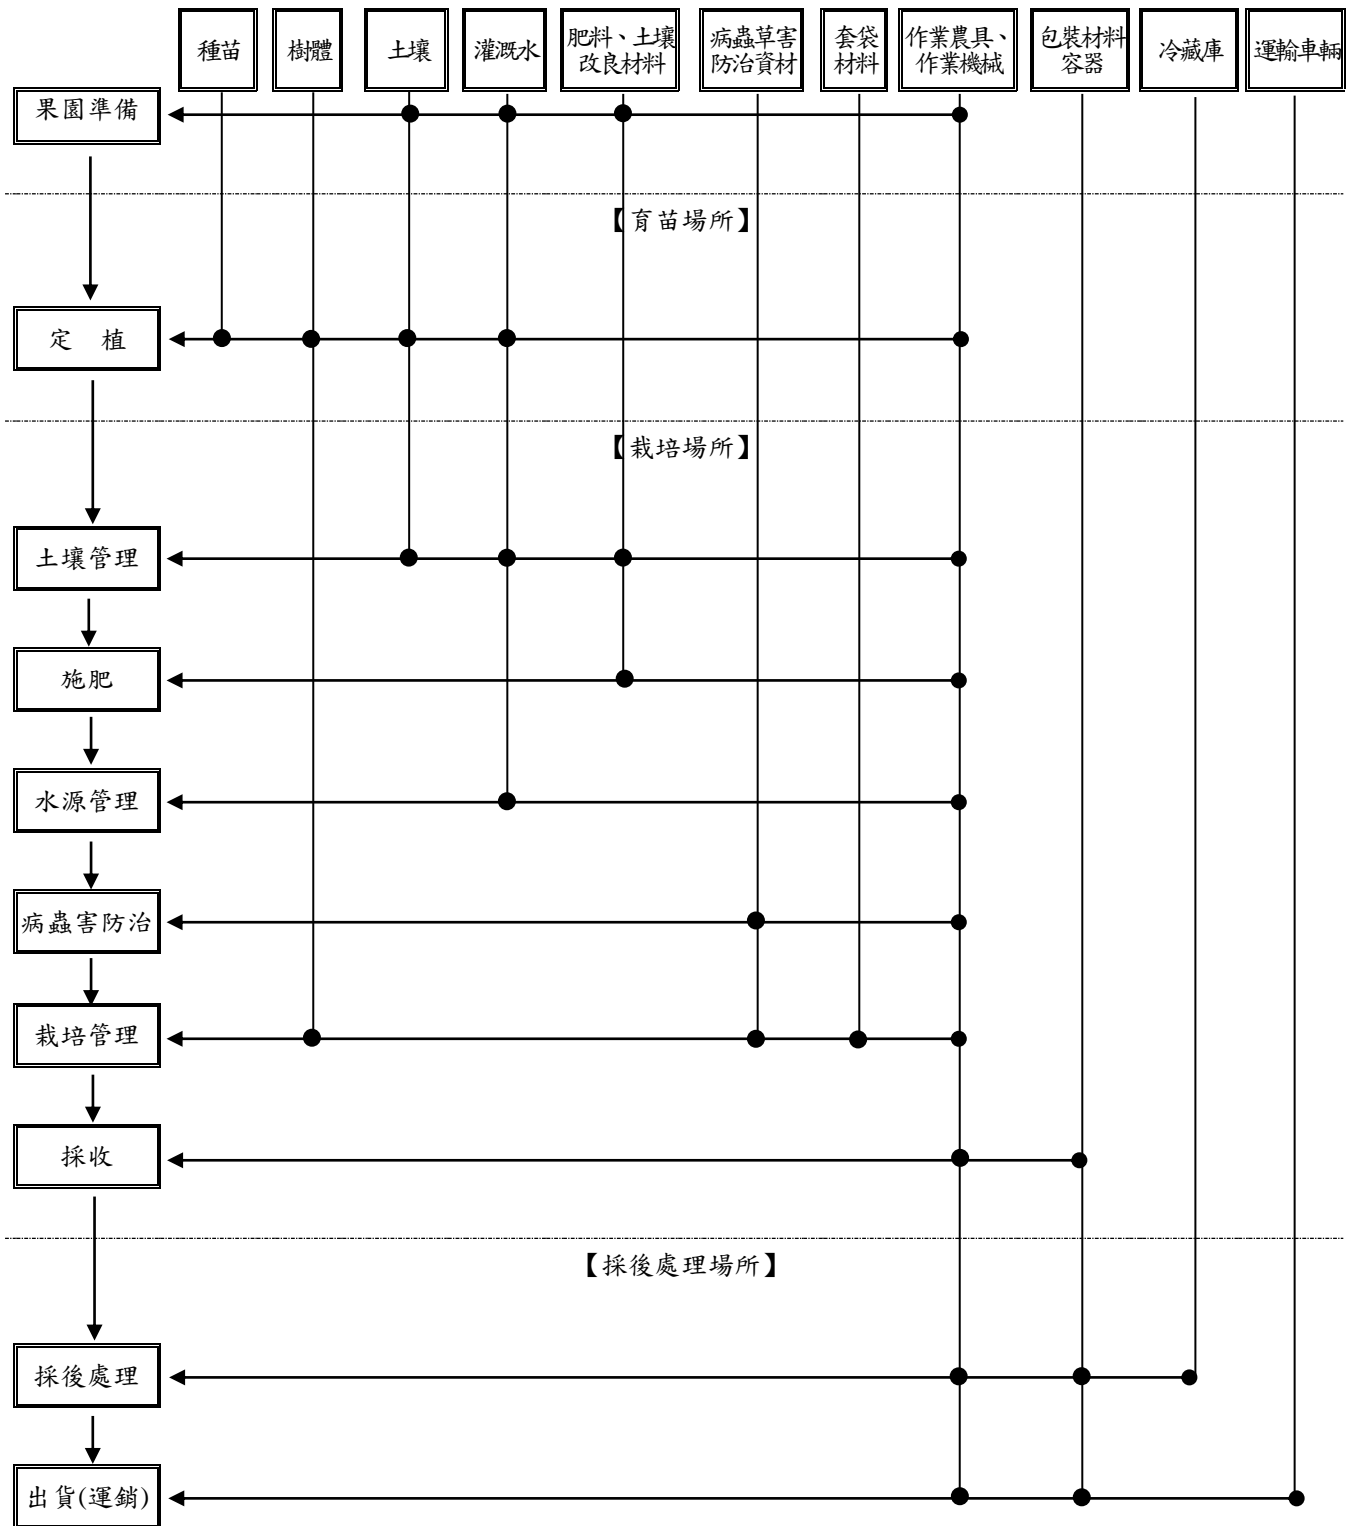 種苗
樹體
土壤
灌溉水
肥料、土壤
改良材料
病蟲草害
防治資材
套袋
材料
作業農具、
作業機械
包裝材料
容器
冷藏庫
運輸車輛
果園準備
【育苗場所】
定 植
【栽培場所】
土壤管理
施肥
水源管理
病蟲害防治
栽培管理
採收
【採後處理場所】
採後處理
出貨(運銷)